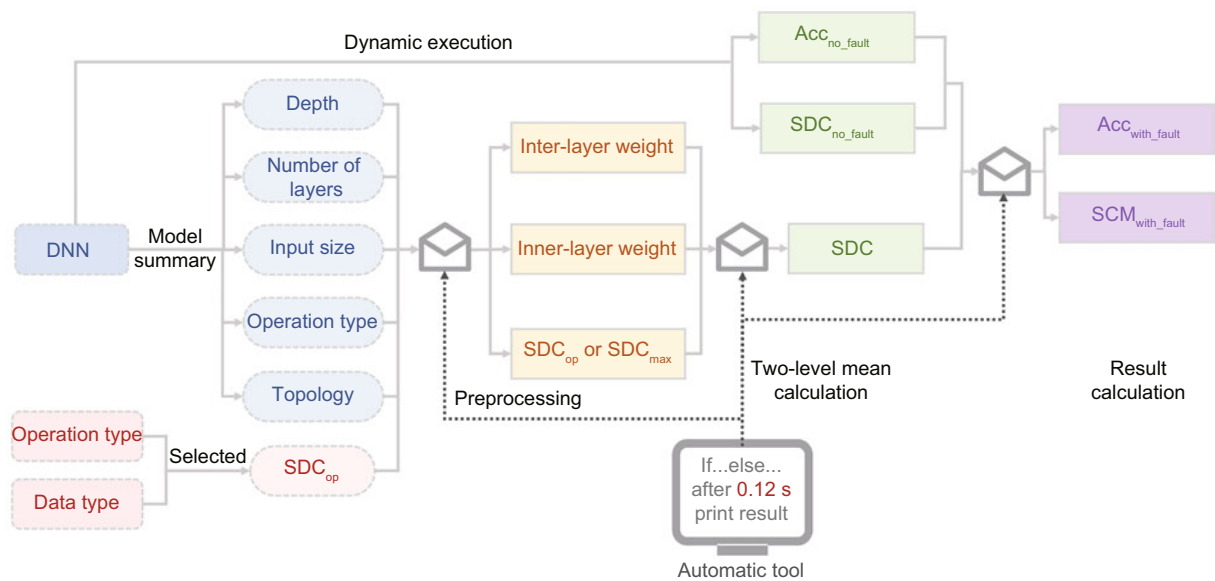 Dynamic execution
Acc_no_fault
SDC_no_fault
Depth
Number of
layers
Input size
Operation type
Topology
DNN
Model
summary
Operation type
Data type
Selected
SDC_op
Preprocessing
Inter-layer weight
Inner-layer weight
SDC_op or SDC_max
SDC
Two-level mean
calculation
Acc_with_fault
SCM_with_fault
Result
calculation
If...else...
after 0.12 s
print result
Automatic tool